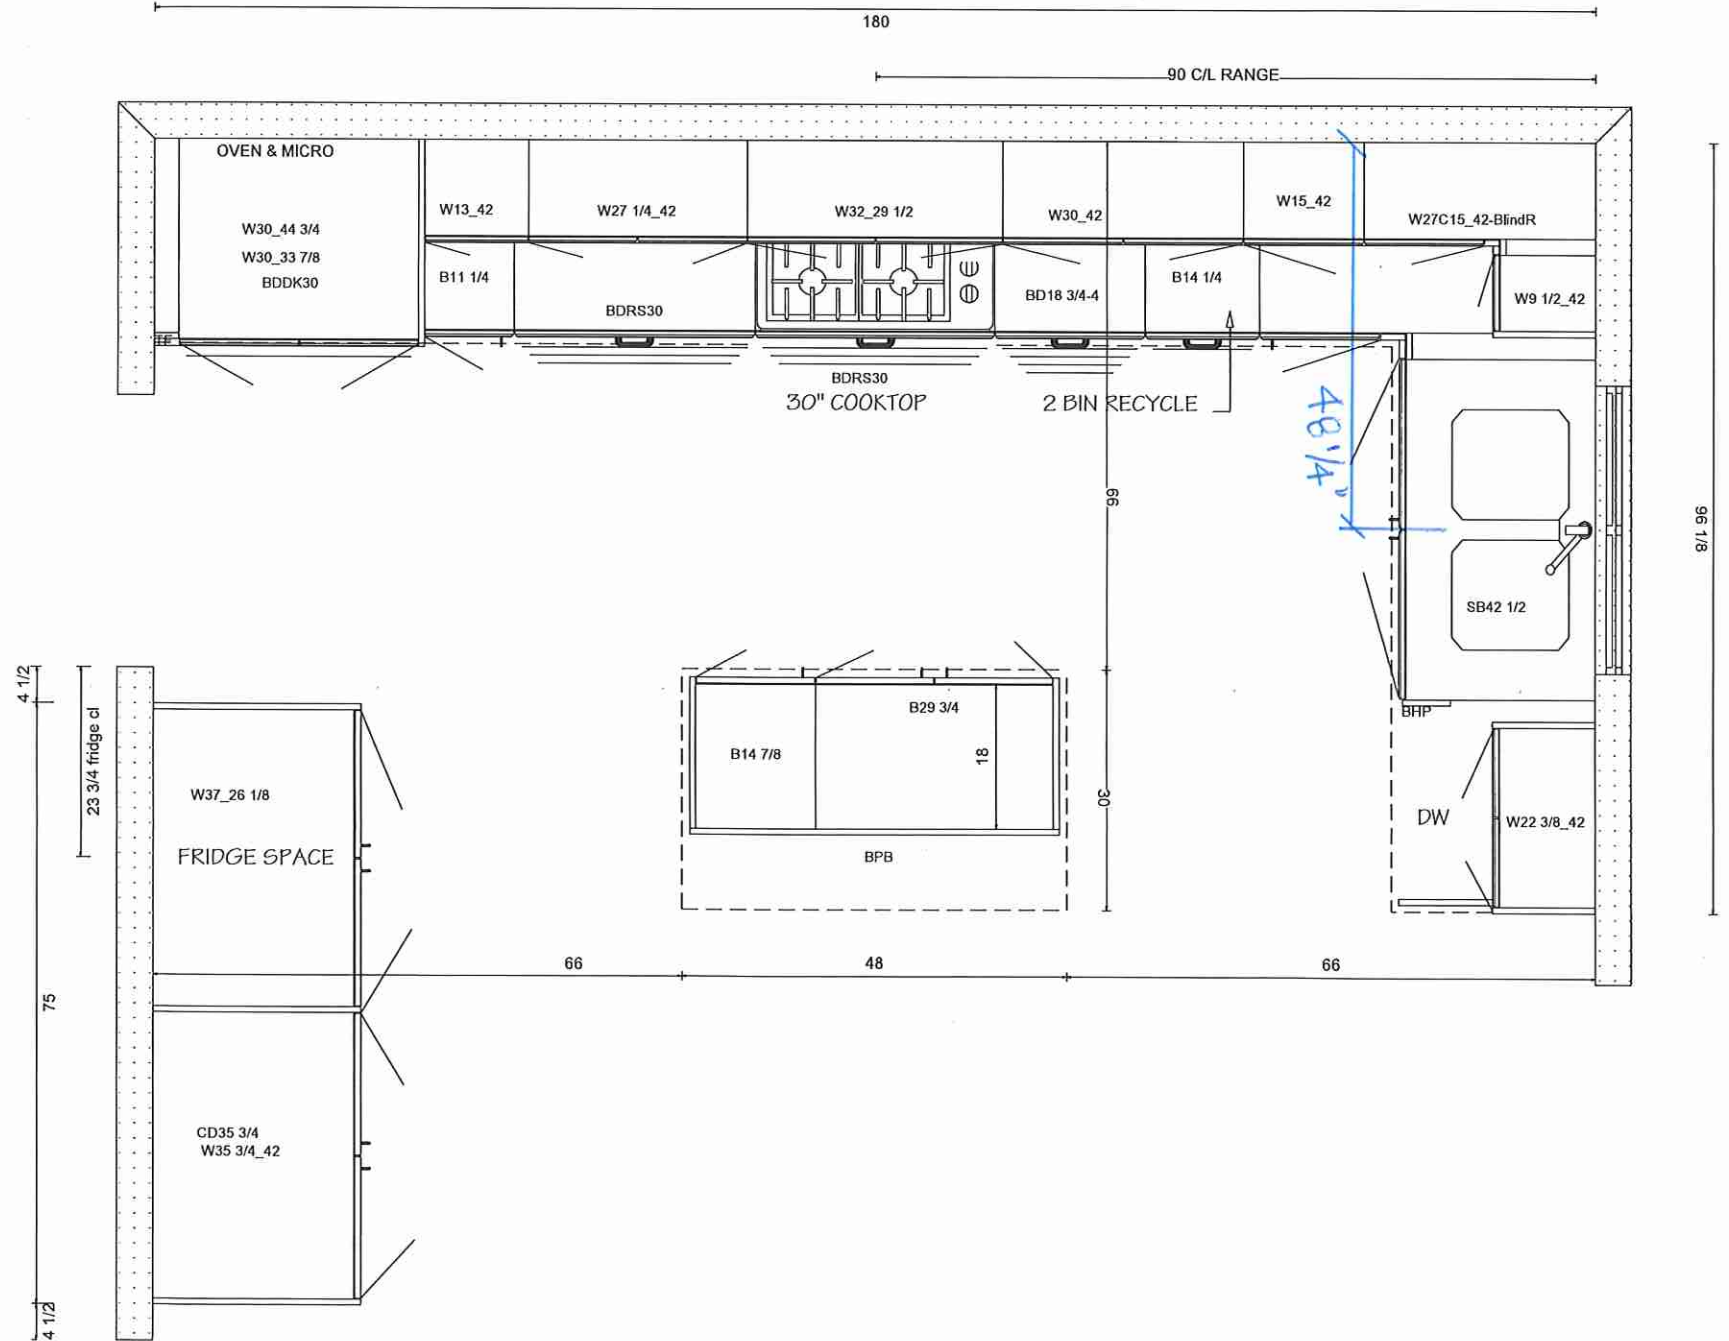 180
90 C/L RANGE
OVEN & MICRO
W30_44 3/4
W30_33 7/8
BDDK30
W13_42
W27 1/4_42
W32_29 1/2
W30_42
W15_42
W27C15_42-BlindR
B11 1/4
BDRS30
BD18 3/4-4
B14 1/4
W9 1/2_42
BDRS30
30" COOKTOP
2 BIN RECYCLE
48 1/4"
66
96 1/8
SB42 1/2
4 1/2
23 3/4 fridge cl
BHP
B29 3/4
B14 7/8
18
30
W37_26 1/8
FRIDGE SPACE
DW
W22 3/8_42
BPB
66
48
66
75
CD35 3/4
W35 3/4_42
4 1/2